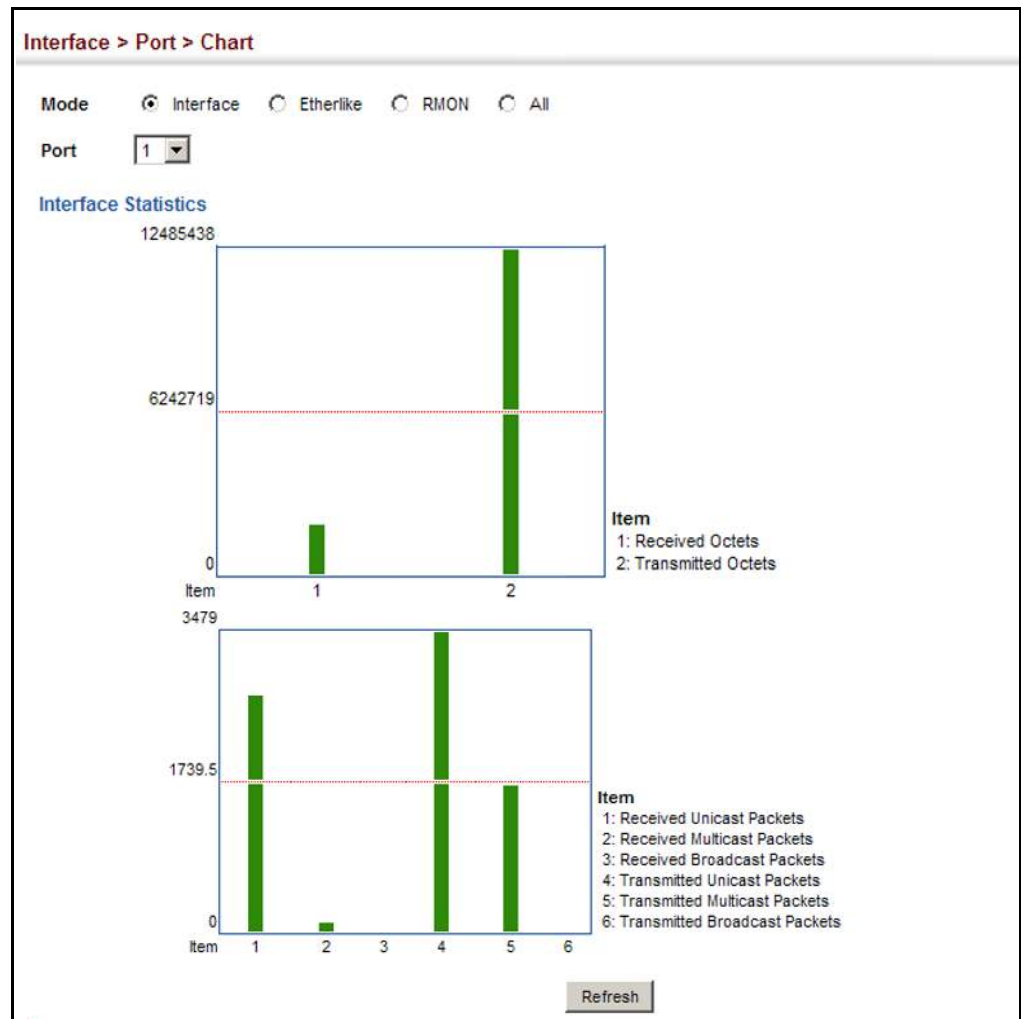 Interface > Port > Chart
Mode Interface Etherlike RMON All
Port 1
Interface Statistics
12485438
6242719
0
Item 1 2
Item
1: Received Octets
2: Transmitted Octets
3479
1739.5
0
Item 1 2 3 4 5 6
Item
1: Received Unicast Packets
2: Received Multicast Packets
3: Received Broadcast Packets
4: Transmitted Unicast Packets
5: Transmitted Multicast Packets
6: Transmitted Broadcast Packets
Refresh